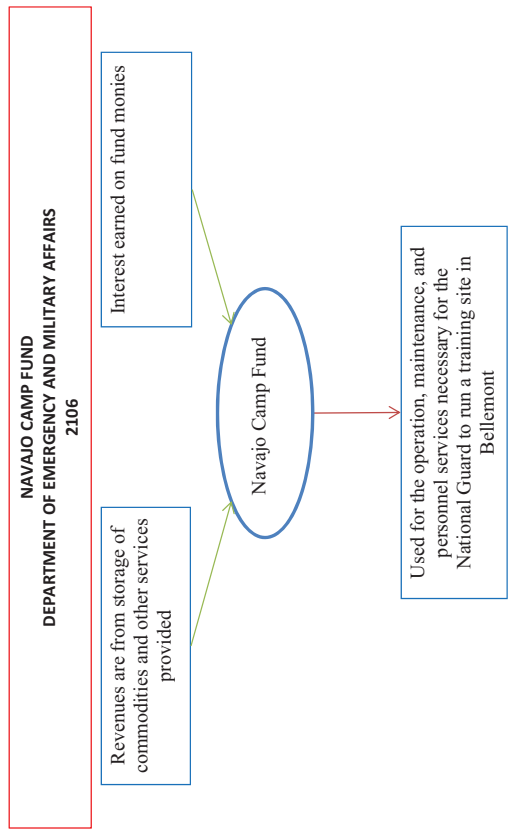 NAVAJO CAMP FUND
DEPARTMENT OF EMERGENCY AND MILITARY AFFAIRS
2106
Revenues are from storage of
commodities and other services
provided
Interest earned on fund monies
Navajo Camp Fund
Used for the operation, maintenance, and
personnel services necessary for the
National Guard to run a training site in
Bellemont